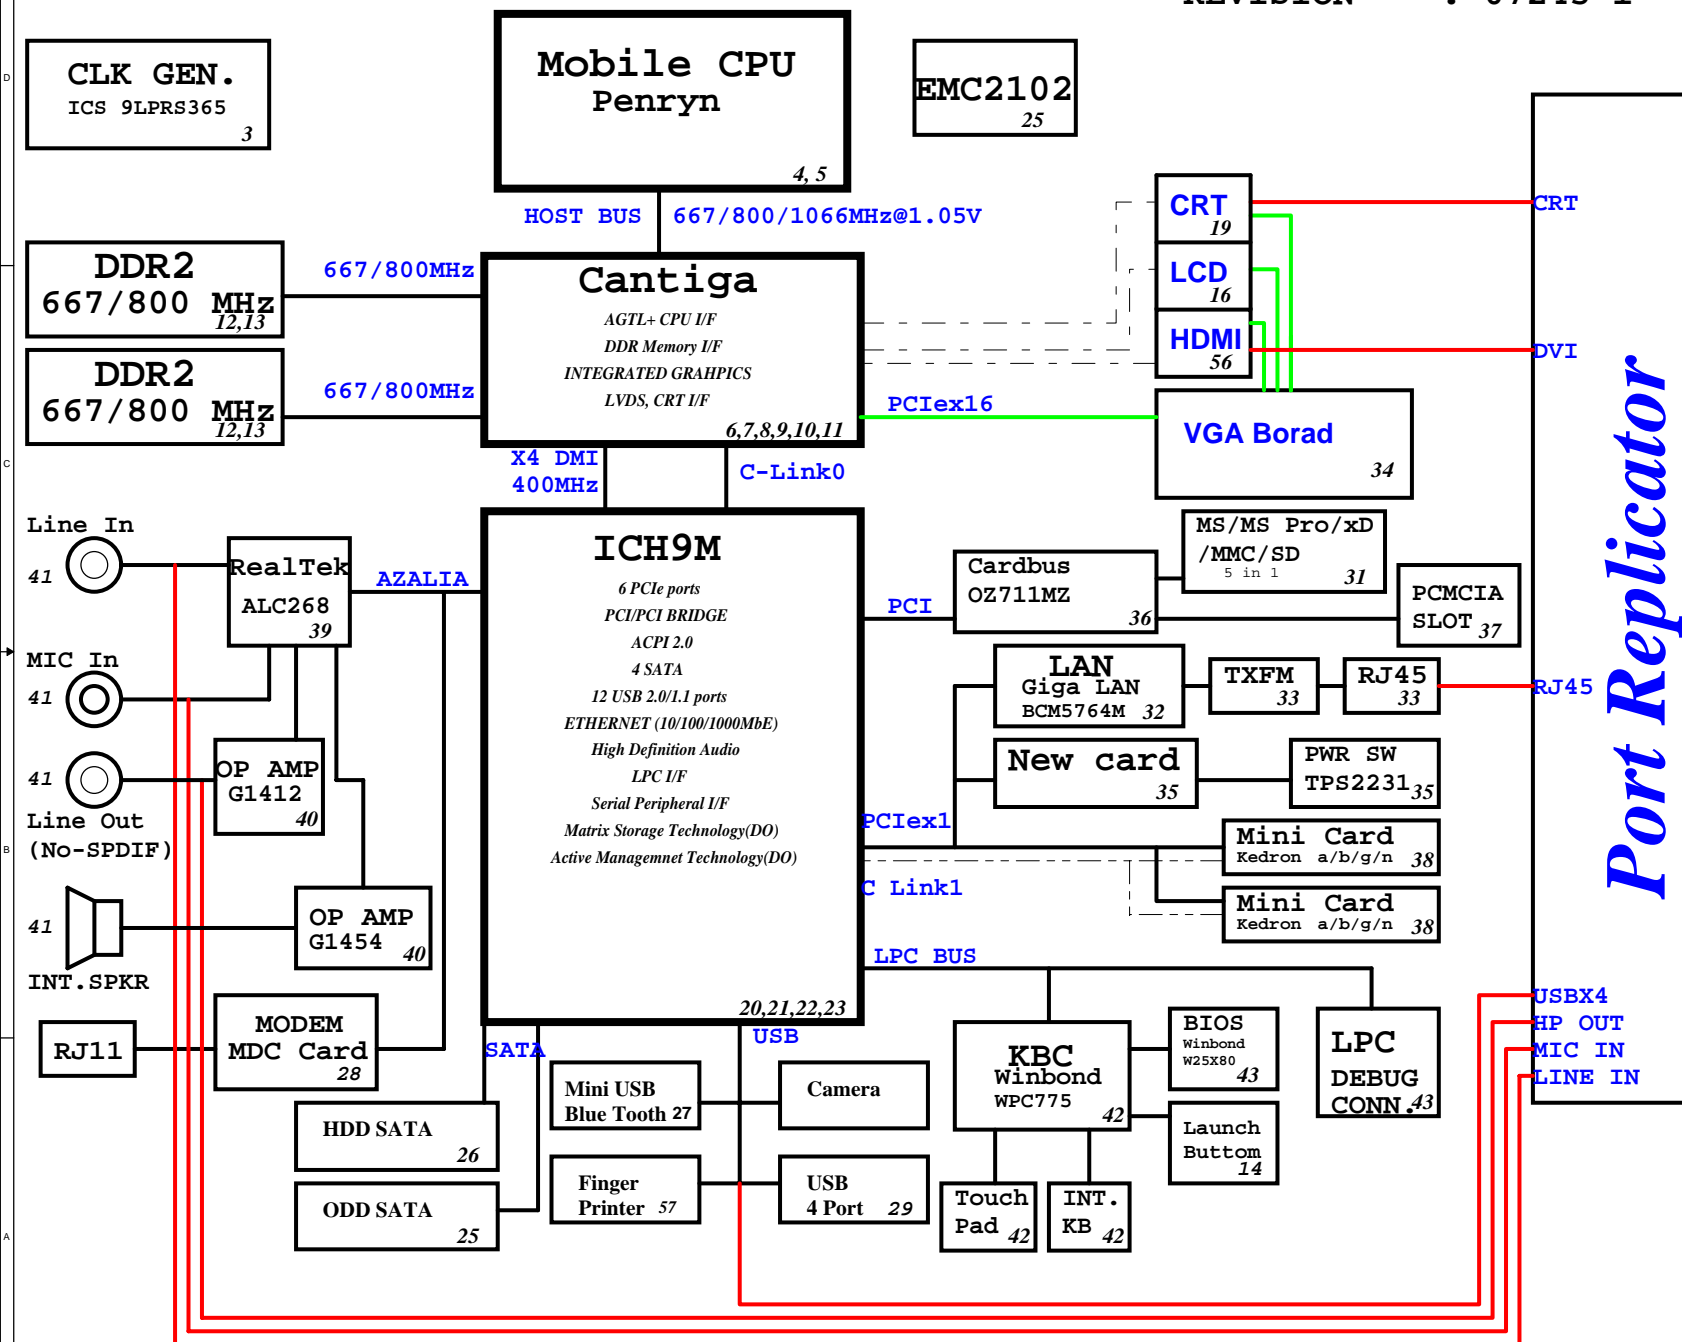 CLK GEN.
ICS 9LPRS365
3
Mobile CPU
Penryn
4, 5
EMC2102
25
HOST BUS
667/800/1066MHz@1.05V
CRT
19
LCD
16
HDMI
56
CRT
DVI
DDR2
667/800 MHz
12,13
667/800MHz
DDR2
667/800 MHz
12,13
667/800MHz
Cantiga
AGTL+ CPU I/F
DDR Memory I/F
INTEGRATED GRAHPICS
LVDS, CRT I/F
6,7,8,9,10,11
PCIex16
VGA Borad
34
X4 DMI
400MHz
C-Link0
Line In
41
RealTek
ALC268
39
AZALIA
MIC In
41
OP AMP
G1412
40
41
Line Out
(No-SPDIF)
OP AMP
G1454
40
41
INT.SPKR
RJ11
MODEM
MDC Card
28
ICH9M
6 PCIe ports
PCI/PCI BRIDGE
ACPI 2.0
4 SATA
12 USB 2.0/1.1 ports
ETHERNET (10/100/1000MbE)
High Definition Audio
LPC I/F
Serial Peripheral I/F
Matrix Storage Technology(DO)
Active Managemnet Technology(DO)
20,21,22,23
PCI
Cardbus
OZ711MZ
36
MS/MS Pro/xD
/MMC/SD
5 in 1
31
PCMCIA
SLOT
37
LAN
Giga LAN
BCM5764M
32
TXFM
33
RJ45
33
RJ45
New card
35
PWR SW
TPS2231
35
PCIex1
Mini Card
Kedron a/b/g/n
38
C Link1
Mini Card
Kedron a/b/g/n
38
LPC BUS
KBC
Winbond
WPC775
42
BIOS
Winbond
W25X80
43
Launch
Buttom
14
LPC
DEBUG
CONN.
43
Touch
Pad
42
INT.
KB
42
SATA
USB
HDD SATA
26
ODD SATA
25
Mini USB
Blue Tooth
27
Camera
Finger
Printer
57
USB
4 Port
29
Port Replicator
USBX4
HP OUT
MIC IN
LINE IN
D
C
B
A